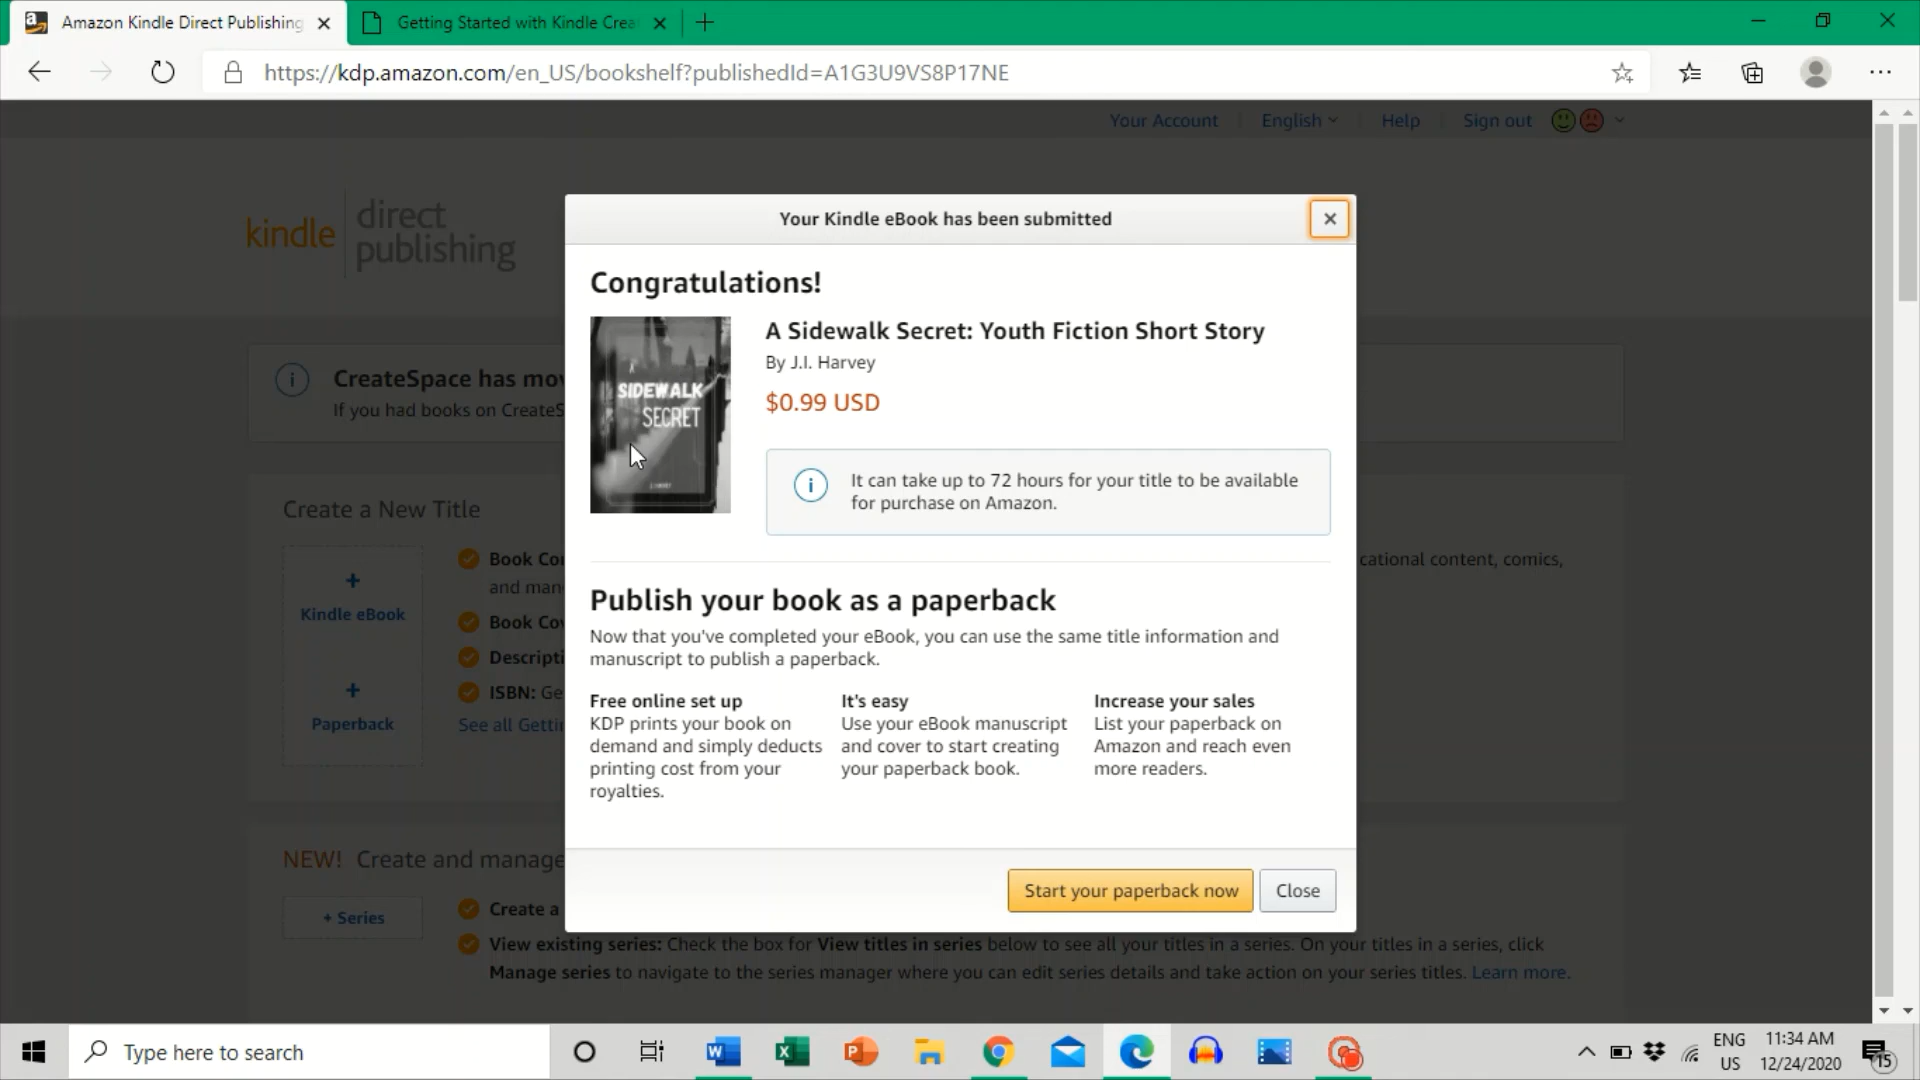 Amazon Kindle Direct Publishing
Getting Started with Kindle Crea
https://kdp.amazon.com/en_US/bookshelf?publishedId=A1G3U9VS8P17NE
Your Account English Help Sign out
kindle direct publishing
Your Kindle eBook has been submitted
Congratulations!
A SIDEWALK SECRET
A Sidewalk Secret: Youth Fiction Short Story
By J.I. Harvey
$0.99 USD
It can take up to 72 hours for your title to be available
for purchase on Amazon.
CreateSpace has mov
If you had books on CreateS
Create a New Title
Kindle eBook
Paperback
Book Co
cational content, comics,
and man
Book Co
Descripti
ISBN: Ge
See all Getti
Publish your book as a paperback
Now that you've completed your eBook, you can use the same title information and
manuscript to publish a paperback.
Free online set up
KDP prints your book on
demand and simply deducts
printing cost from your
royalties.
It's easy
Use your eBook manuscript
and cover to start creating
your paperback book.
Increase your sales
List your paperback on
Amazon and reach even
more readers.
Start your paperback now
Close
NEW! Create and manage
+ Series
Create a
View existing series: Check the box for View titles in series below to see all your titles in a series. On your titles in a series, click
Manage series to navigate to the series manager where you can edit series details and take action on your series titles. Learn more.
Type here to search
ENG
US
11:34 AM
12/24/2020
15